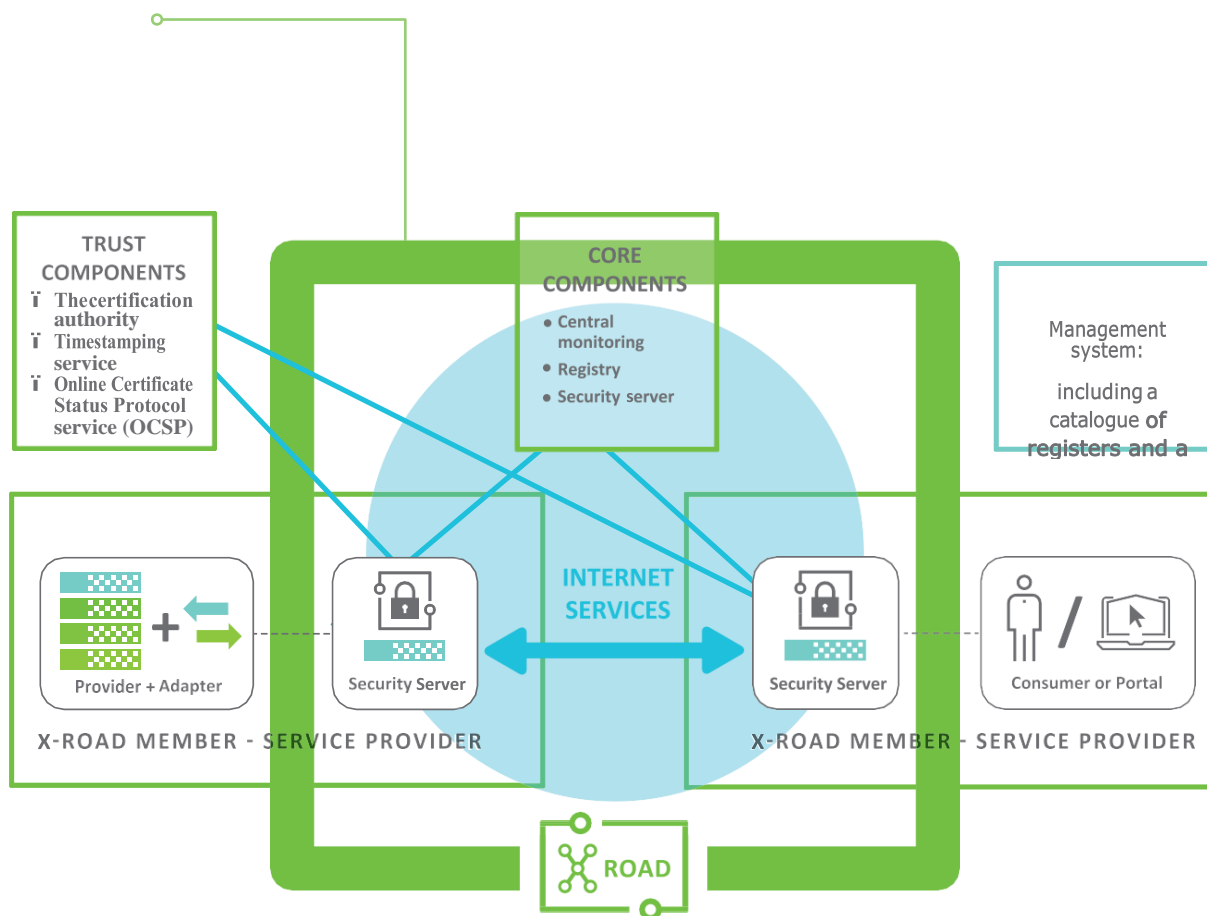 TRUST
COMPONENTS
ï Thecertification
authority
ï Timestamping
service
ï Online Certificate
Status Protocol
service (OCSP)
CORE
COMPONENTS
• Central
monitoring
• Registry
• Security server
Management
system:
including a
catalogue of
registers and a
INTERNET
SERVICES
Provider + Adapter
Security Server
Security Server
Consumer or Portal
X-ROAD MEMBER - SERVICE PROVIDER
X-ROAD MEMBER - SERVICE PROVIDER
ROAD